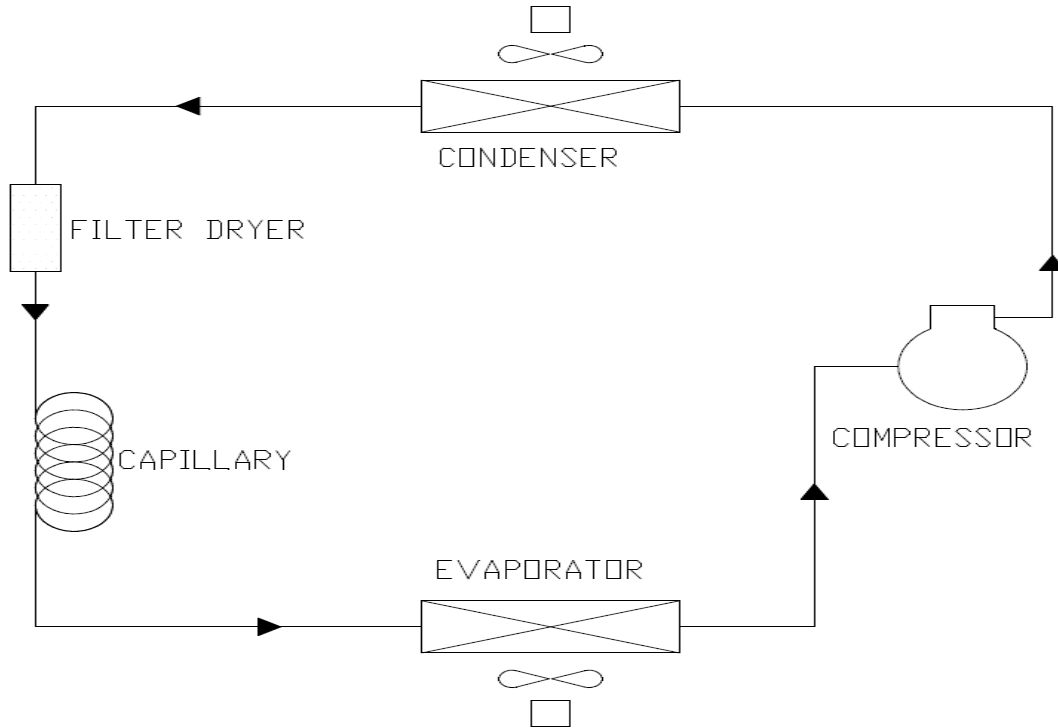 CONDENSER
FILTER DRYER
COMPRESSOR
CAPILLARY
EVAPORATOR